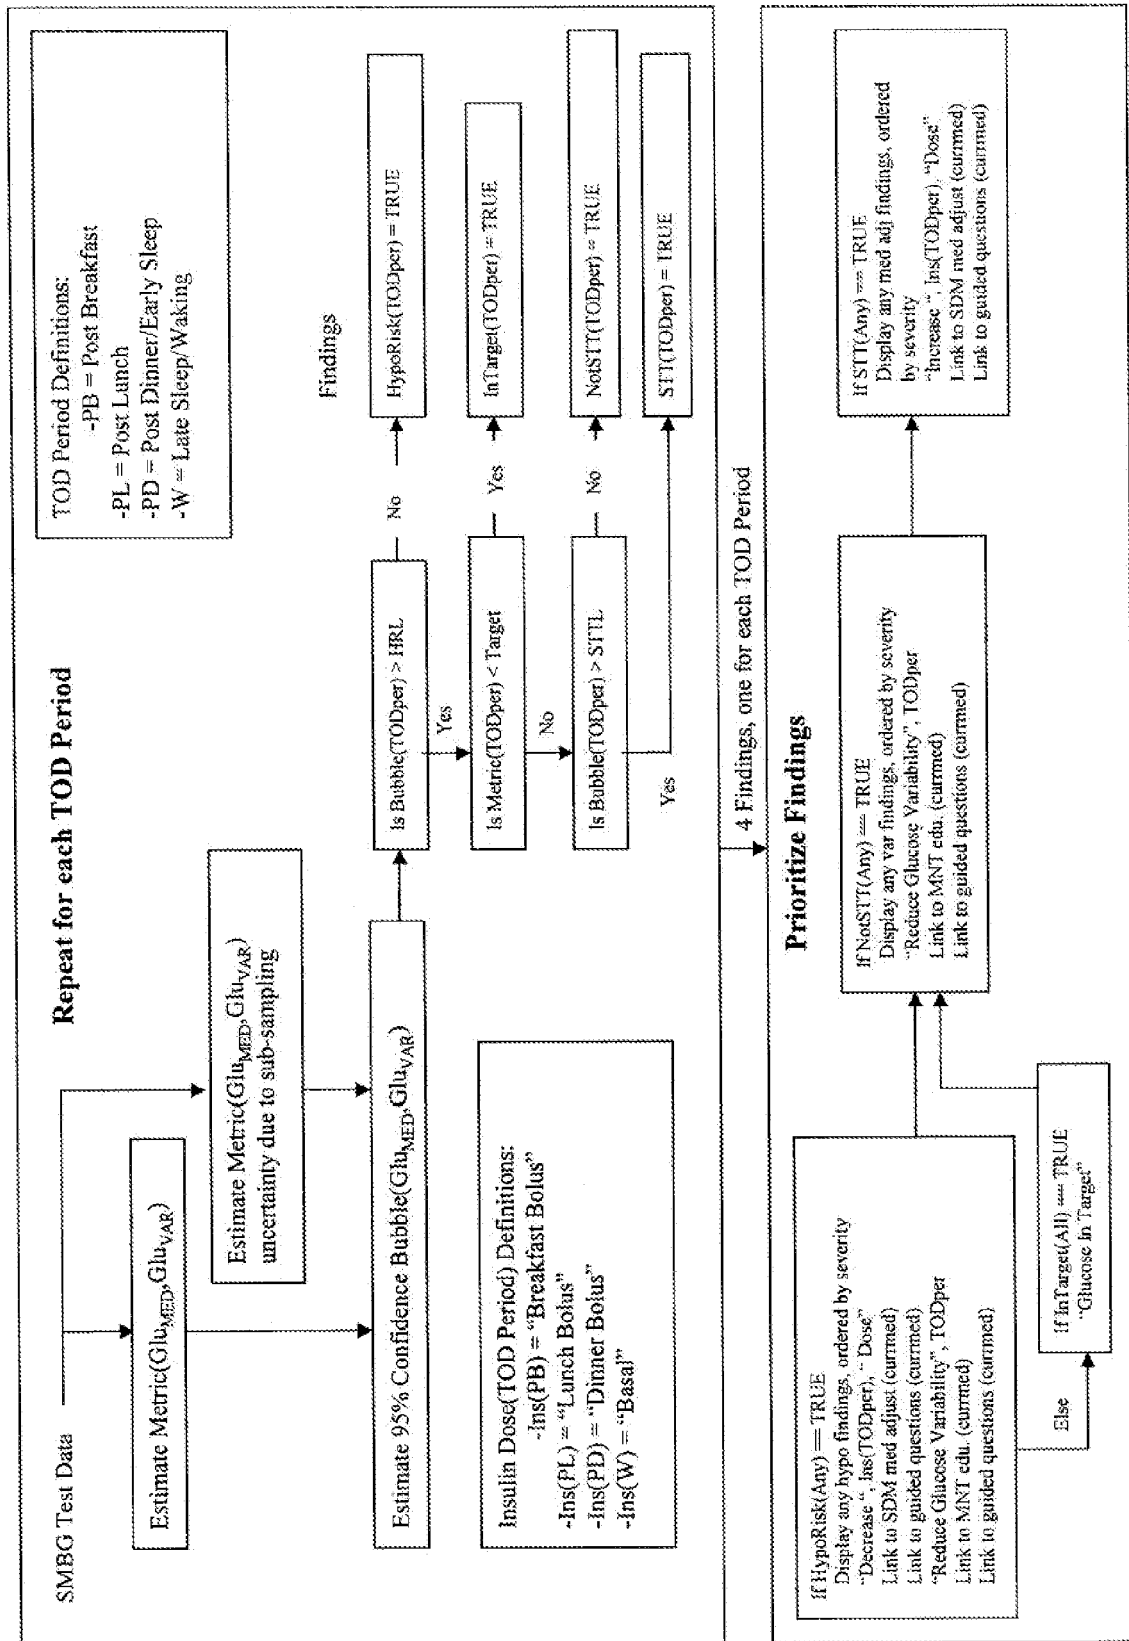 Repeat for each TOD Period
SMBG Test Data
Estimate Metric(GluMED,GluVAR)
Estimate Metric(GluMED,GluVAR)
uncertainty due to sub-sampling
Estimate 95% Confidence Bubble(GluMED,GluVAR)
TOD Period Definitions:
-PB = Post Breakfast
-PL = Post Lunch
-PD = Post Dinner/Early Sleep
-W = Late Sleep/Waking
Insulin Dose(TOD Period) Definitions:
-Ins(PB) = “Breakfast Bolus”
-Ins(PL) = “Lunch Bolus”
-Ins(PD) = “Dinner Bolus”
-Ins(W) = “Basal”
Findings
Is Bubble(TODper) > HRL
No
HypoRisk(TODper) = TRUE
Yes
Is Metric(TODper) < Target
Yes
InTarget(TODper) = TRUE
No
Is Bubble(TODper) > STTL
No
NotSTT(TODper) = TRUE
Yes
STT(TODper) = TRUE
4 Findings, one for each TOD Period
Prioritize Findings
If HypoRisk(Any) == TRUE
Display any hypo findings, ordered by severity
“Decrease “, Ins(TODper), “ Dose”
Link to SDM med adjust (currmed)
Link to guided questions (currmed)
“Reduce Glucose Variability”, TODper
Link to MNT edu. (currmed)
Link to guided questions (currmed)
Else
If InTarget(All) == TRUE
“Glucose In Target”
If NotSTT(Any) == TRUE
Display any var findings, ordered by severity
“Reduce Glucose Variability”, TODper
Link to MNT edu. (currmed)
Link to guided questions (currmed)
If STT(Any) == TRUE
Display any med adj findings, ordered
by severity
“Increase “, Ins(TODper), “Dose”
Link to SDM med adjust (currmed)
Link to guided questions (currmed)